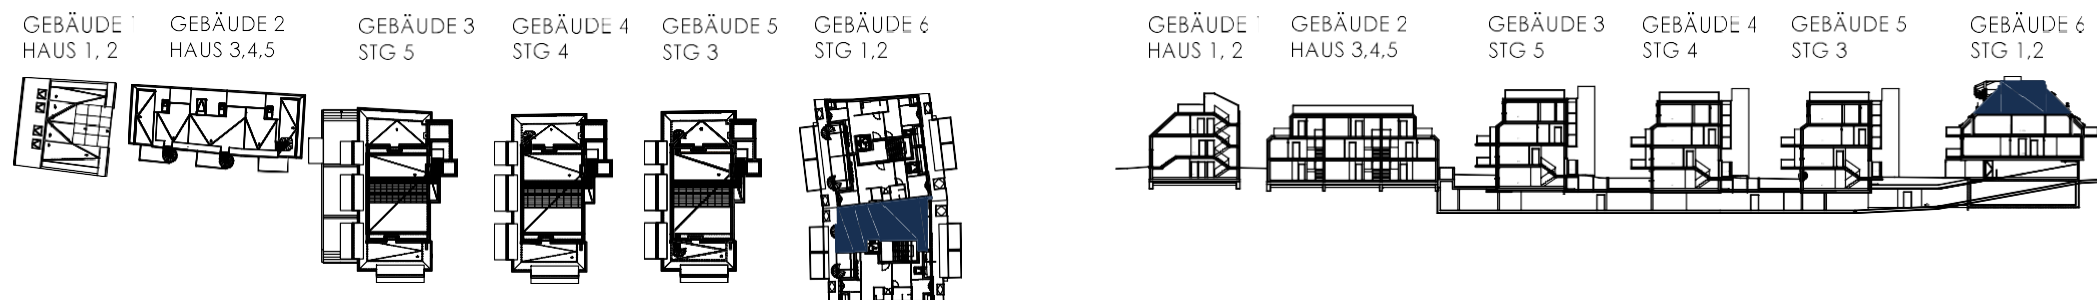 GEBÄUDE 1
HAUS 1, 2
GEBÄUDE 2
HAUS 3,4,5
GEBÄUDE 3
STG 5
GEBÄUDE 4
STG 4
GEBÄUDE 5
STG 3
GEBÄUDE 6
STG 1,2
GEBÄUDE 1
HAUS 1, 2
GEBÄUDE 2
HAUS 3,4,5
GEBÄUDE 3
STG 5
GEBÄUDE 4
STG 4
GEBÄUDE 5
STG 3
GEBÄUDE 6
STG 1,2